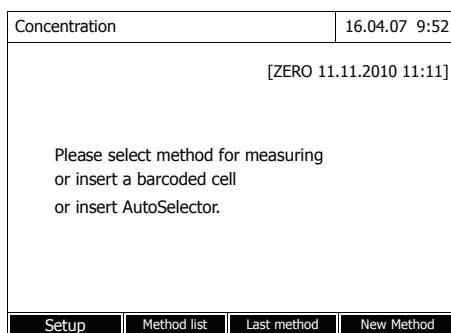 Concentration 16.04.07 9:52
[ZERO 11.11.2010 11:11]
Please select method for measuring
or insert a barcoded cell
or insert AutoSelector.
Setup Method list Last method New Method